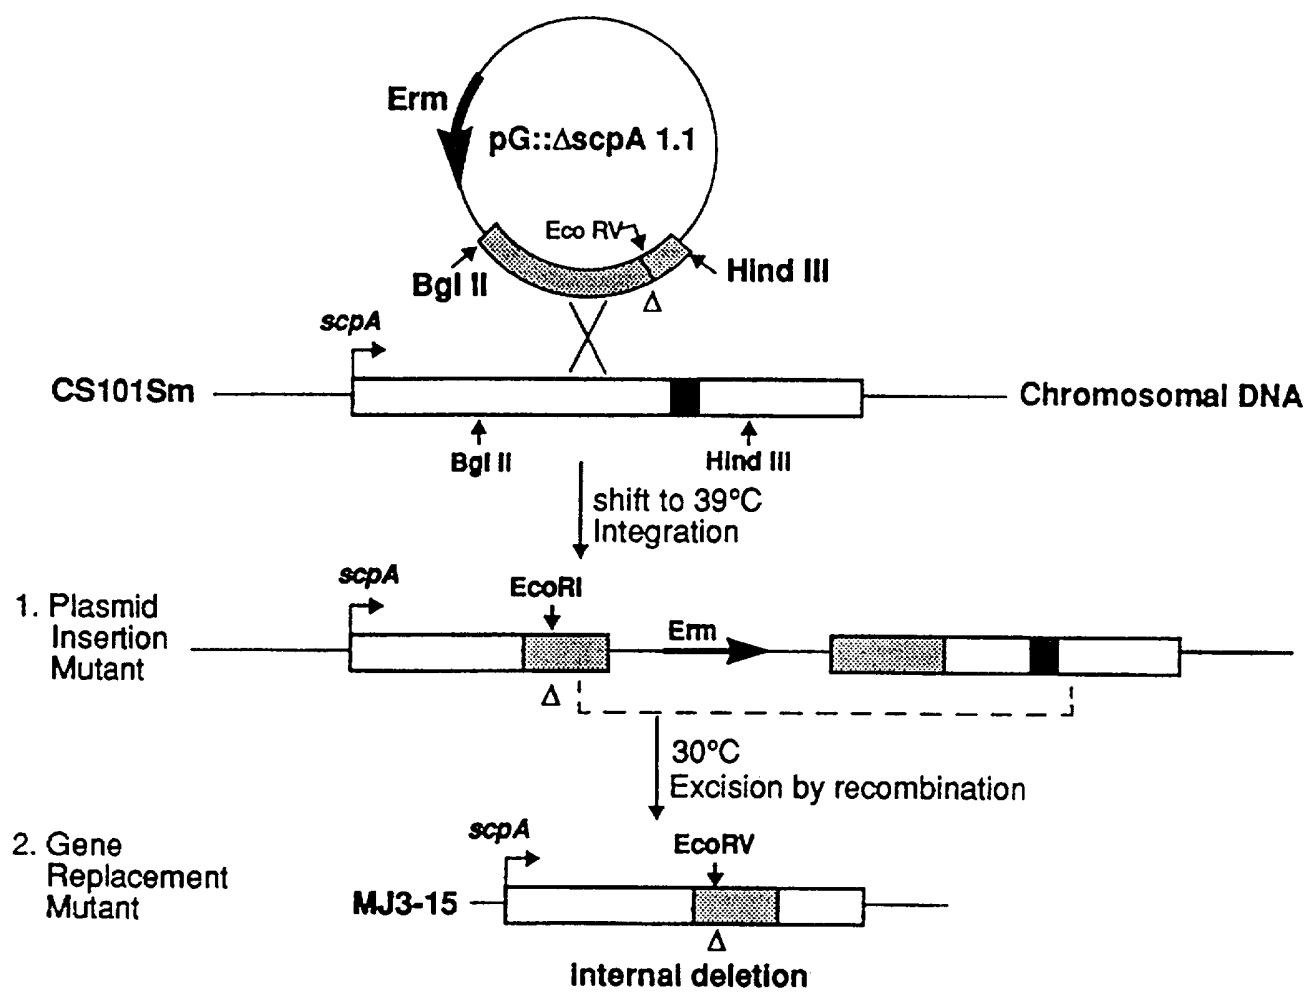 Erm
pG::ΔscpA 1.1
Eco RV
Bgl II
Hind III
Δ
scpA
CS101Sm
Chromosomal DNA
Bgl II
Hind III
shift to 39°C
Integration
scpA
EcoRI
1. Plasmid
Insertion
Mutant
Erm
Δ
30°C
Excision by recombination
scpA
2. Gene
Replacement
Mutant
EcoRV
MJ3-15
Δ
Internal deletion